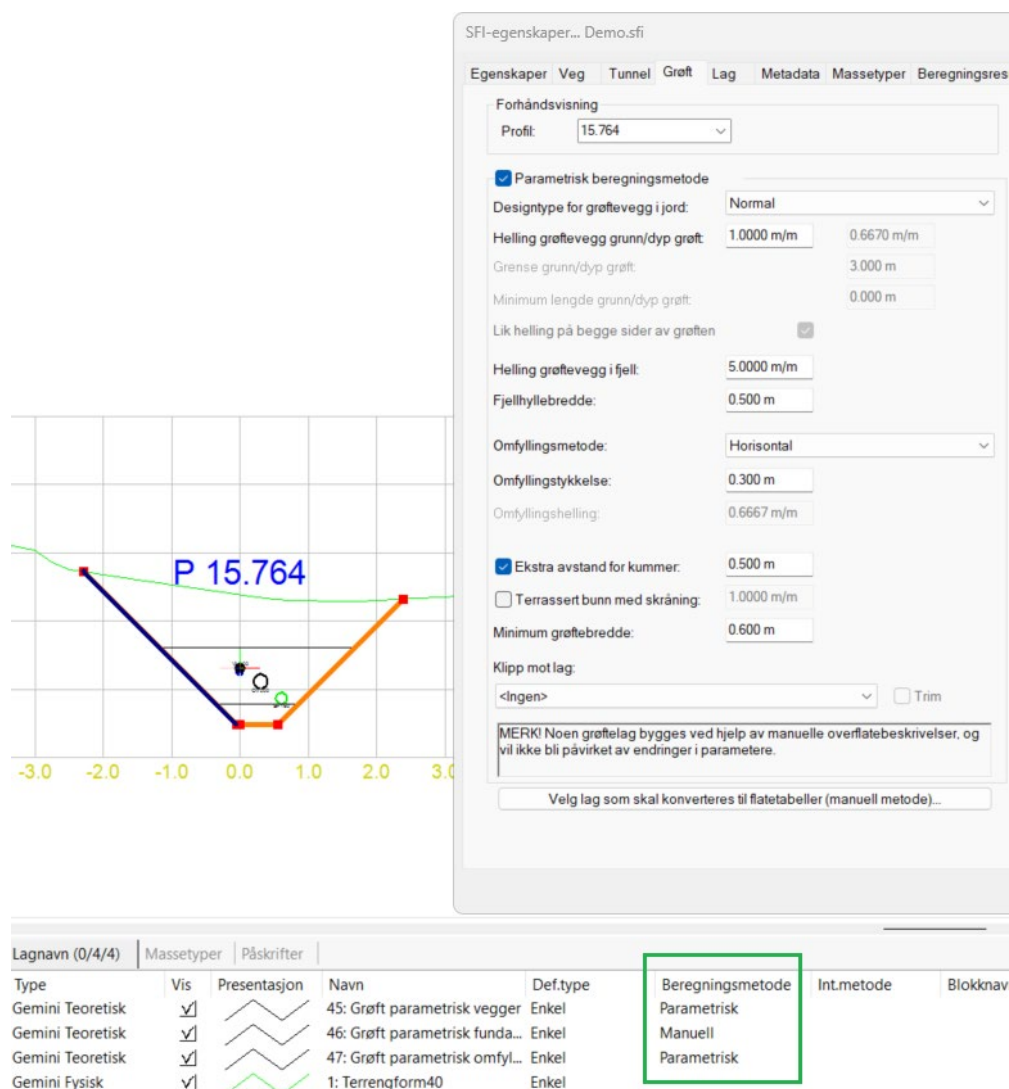 SFI-egenskaper... Demo.sfi
Egenskaper Veg Tunnel Grøft Lag Metadata Massetyper Beregningsres
Forhåndsvisning
Profil: 15.764
Parametrisk beregningsmetode
Designtype for grøftevegg i jord: Normal
Helling grøftevegg grunn/dyp grøft: 1.0000 m/m 0.6670 m/m
Grense grunn/dyp grøft: 3.000 m
Minimum lengde grunn/dyp grøft: 0.000 m
Lik helling på begge sider av grøften
Helling grøftevegg i fjell: 5.0000 m/m
Fjellhyllebredde: 0.500 m
Omfyllingsmetode: Horisontal
Omfyllingstykkelse: 0.300 m
Omfyllingshelling: 0.6667 m/m
Ekstra avstand for kummer: 0.500 m
Terrassert bunn med skråning: 1.0000 m/m
Minimum grøftebredde: 0.600 m
Klipp mot lag:
<Ingen> Trim
MERK! Noen grøftelag bygges ved hjelp av manuelle overflatebeskrivelser, og
vil ikke bli påvirket av endringer i parametere.
Velg lag som skal konverteres til flatetabeller (manuell metode)...
P 15.764
-3.0 -2.0 -1.0 0.0 1.0 2.0 3.0
Lagnavn (0/4/4) Massetyper Påskrifter
Type Vis Presentasjon Navn Def.type Beregningsmetode Int.metode Blokknav
Gemini Teoretisk 45: Grøft parametrisk vegger Enkel Parametrisk
Gemini Teoretisk 46: Grøft parametrisk funda... Enkel Manuell
Gemini Teoretisk 47: Grøft parametrisk omfyl... Enkel Parametrisk
Gemini Fysisk 1: Terrengform40 Enkel